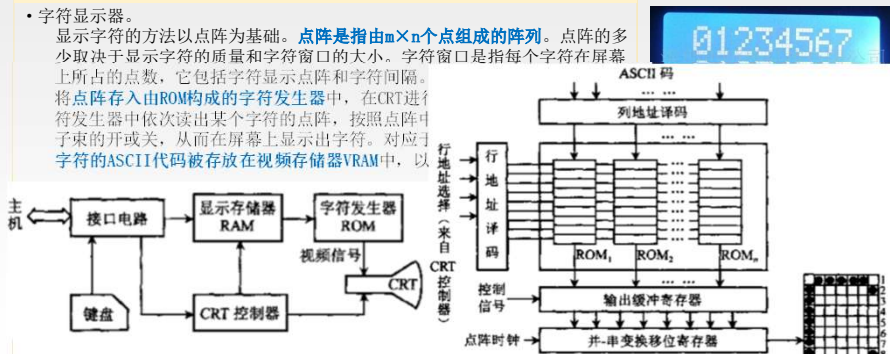 • 字符显示器。
显示字符的方法以点阵为基础。点阵是指由m×n个点组成的阵列。点阵的多
少取决于显示字符的质量和字符窗口的大小。字符窗口是指每个字符在屏幕
上所占的点数，它包括字符显示点阵和字符间隔。
将点阵存入由ROM构成的字符发生器中，在CRT进行
符发生器中依次读出某个字符的点阵，按照点阵中
子束的开或关，从而在屏幕上显示出字符。对应于
字符的ASCII代码被存放在视频存储器VRAM中，以
01234567
主机
接口电路
显示存储器
RAM
字符发生器
ROM
视频信号
CRT
键盘
CRT 控制器
ASCII 码
列地址译码
行地址选择（来自CRT控制器）
行地址译码
ROM₁
ROM₂
ROMₙ
控制
信号
输出缓冲寄存器
点阵时钟
并-串变换移位寄存器
1
2
3
4
5
6
7